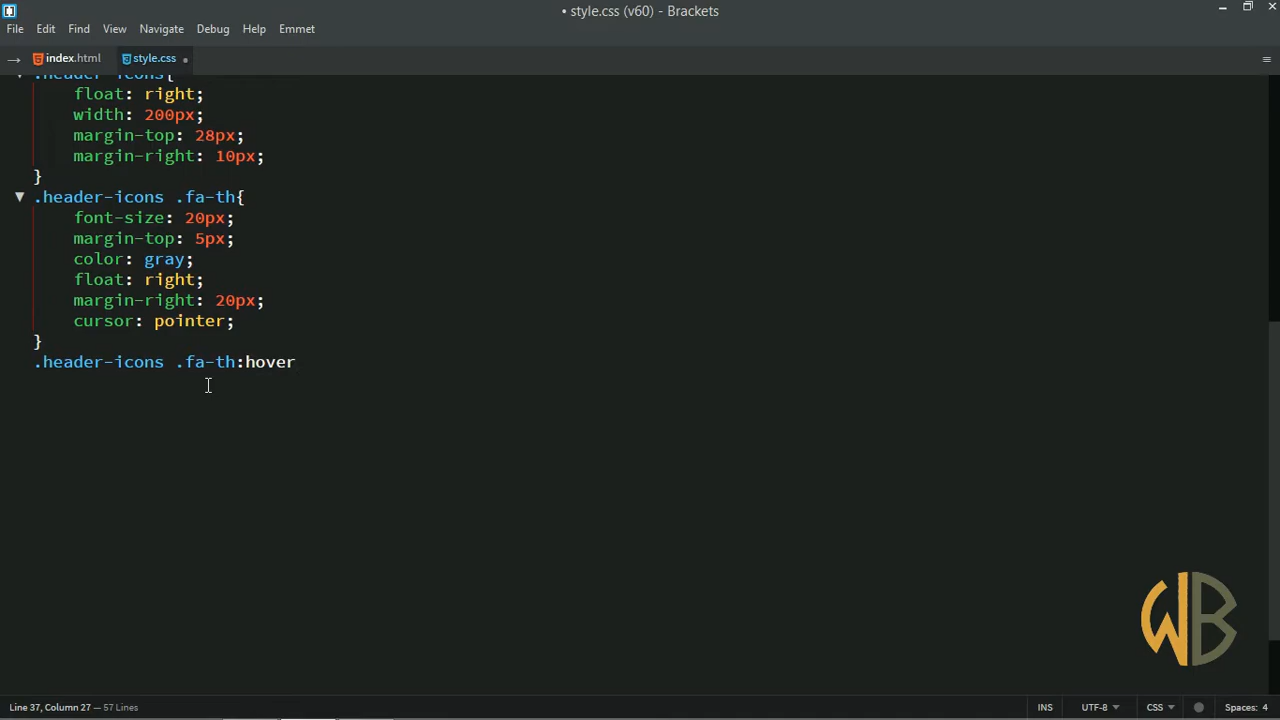 • style.css (v60) - Brackets
File Edit Find View Navigate Debug Help Emmet
index.html style.css •
.header-icons{
float: right;
width: 200px;
margin-top: 28px;
margin-right: 10px;
}
.header-icons .fa-th{
font-size: 20px;
margin-top: 5px;
color: gray;
float: right;
margin-right: 20px;
cursor: pointer;
}
.header-icons .fa-th:hover
WB
Line 37, Column 27 — 57 Lines INS UTF-8 CSS Spaces: 4